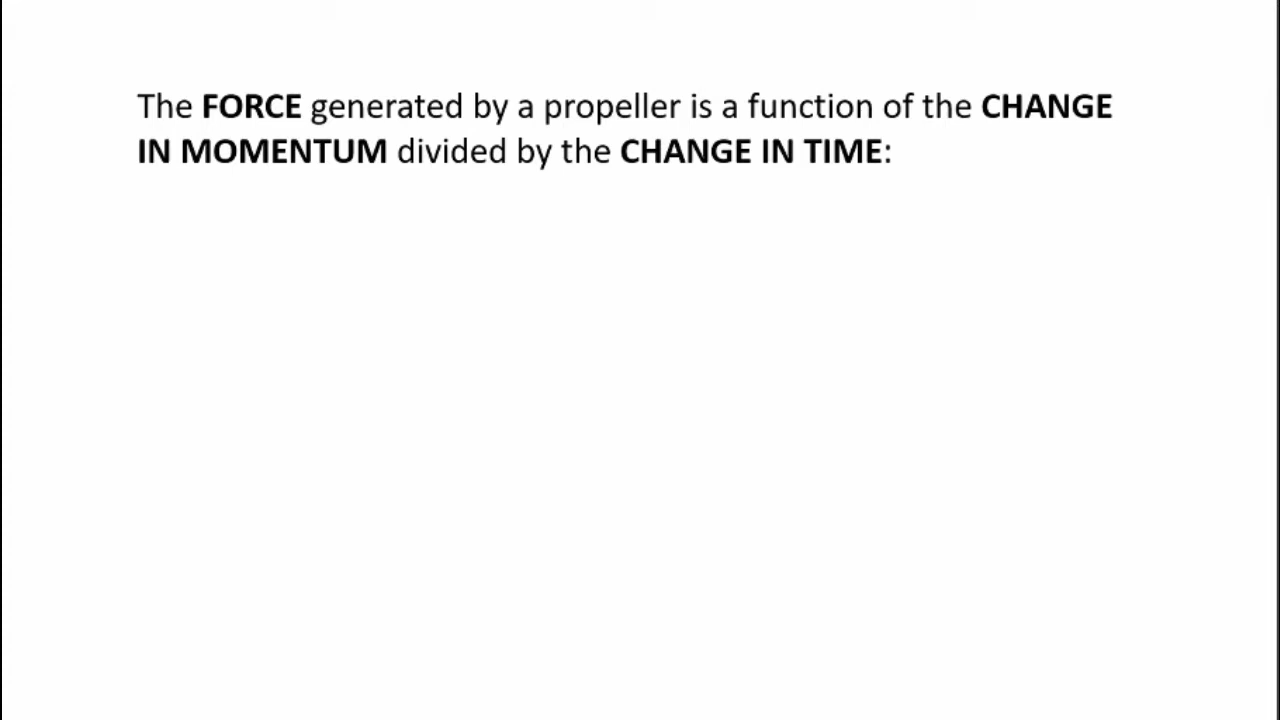 The FORCE generated by a propeller is a function of the CHANGE
IN MOMENTUM divided by the CHANGE IN TIME: